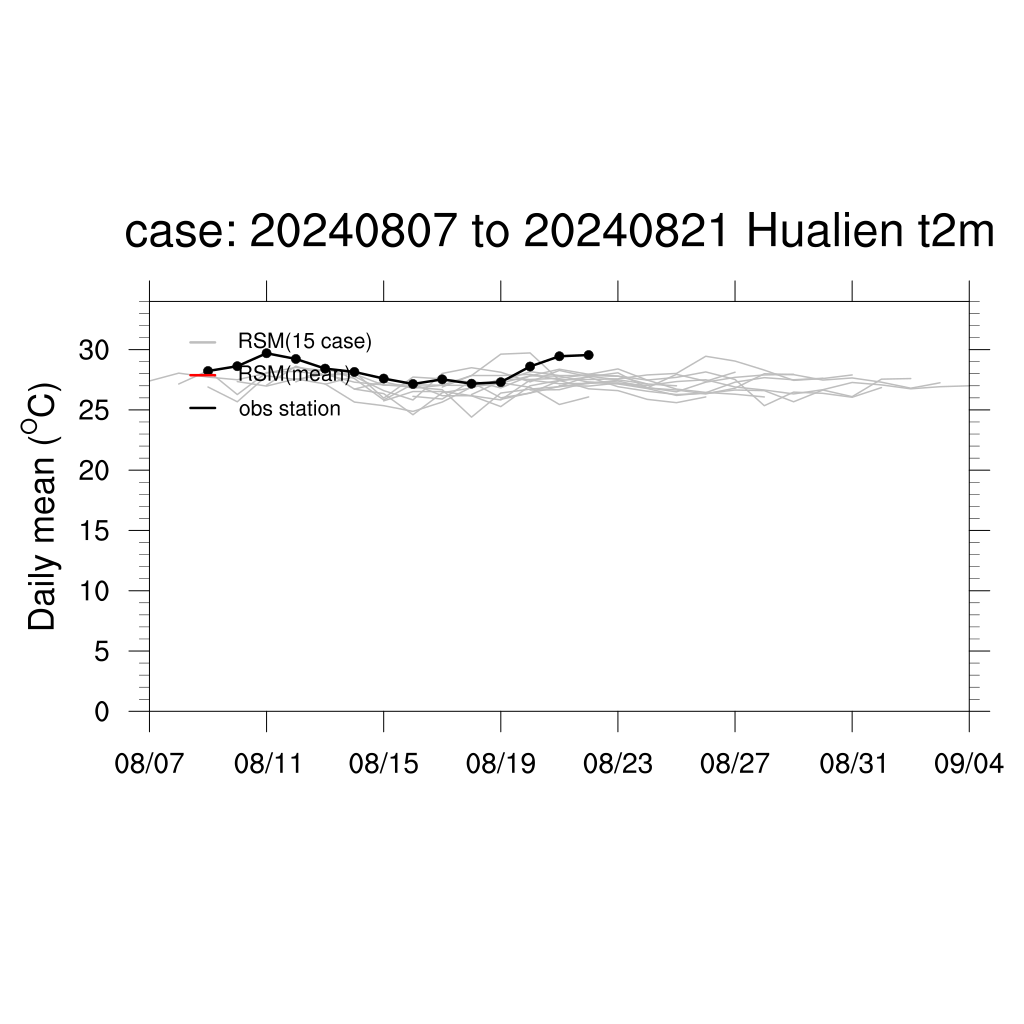 case: 20240807 to 20240821 Hualien t2m
RSM(15 case)
RSM(mean)
obs station
Daily mean (°C)
30
25
20
15
10
5
0
08/07 08/11 08/15 08/19 08/23 08/27 08/31 09/04